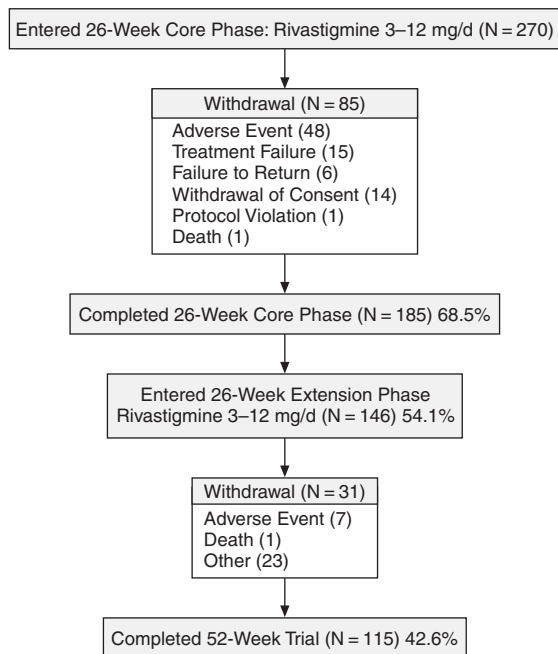 Entered 26-Week Core Phase: Rivastigmine 3–12 mg/d (N = 270)
Withdrawal (N = 85)
Adverse Event (48)
Treatment Failure (15)
Failure to Return (6)
Withdrawal of Consent (14)
Protocol Violation (1)
Death (1)
Completed 26-Week Core Phase (N = 185) 68.5%
Entered 26-Week Extension Phase
Rivastigmine 3–12 mg/d (N = 146) 54.1%
Withdrawal (N = 31)
Adverse Event (7)
Death (1)
Other (23)
Completed 52-Week Trial (N = 115) 42.6%